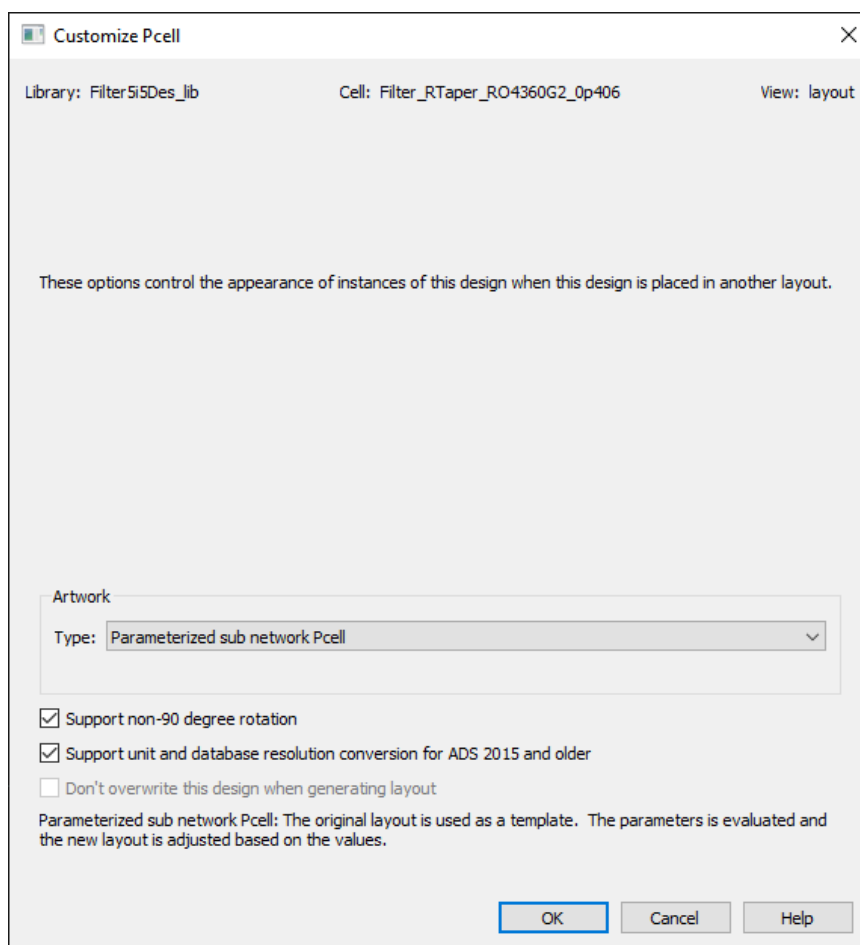 Customize Pcell
Library: Filter5i5Des_lib Cell: Filter_RTaper_RO4360G2_0p406 View: layout
These options control the appearance of instances of this design when this design is placed in another layout.
Artwork
Type: Parameterized sub network Pcell
Support non-90 degree rotation
Support unit and database resolution conversion for ADS 2015 and older
Don't overwrite this design when generating layout
Parameterized sub network Pcell: The original layout is used as a template. The parameters is evaluated and
the new layout is adjusted based on the values.
OK Cancel Help